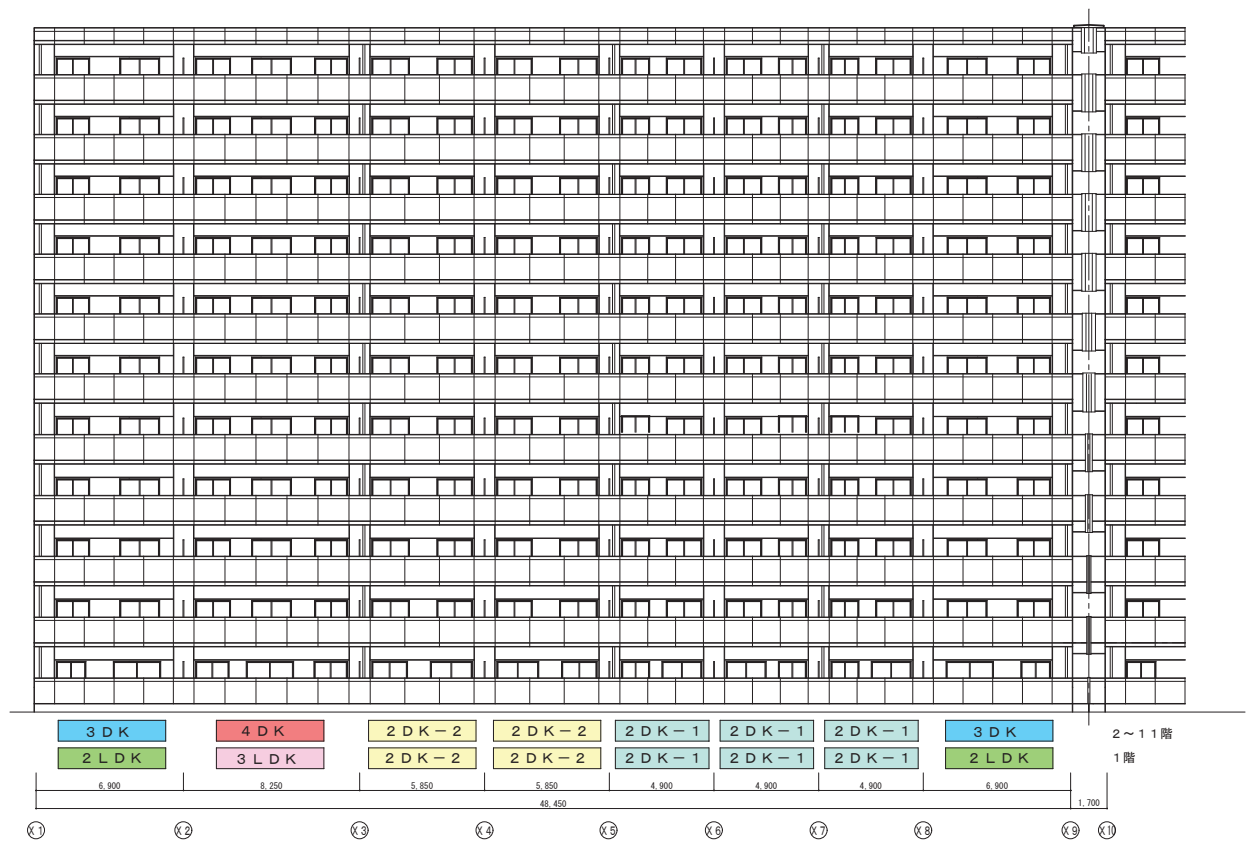 3DK 4DK 2DK-2 2DK-2 2DK-1 2DK-1 2DK-1 3DK 2～11階
2LDK 3LDK 2DK-2 2DK-2 2DK-1 2DK-1 2DK-1 2LDK 1階
6,900 8,250 5,850 5,850 4,900 4,900 4,900 6,900
48,450 1,700
X1 X2 X3 X4 X5 X6 X7 X8 X9 X10